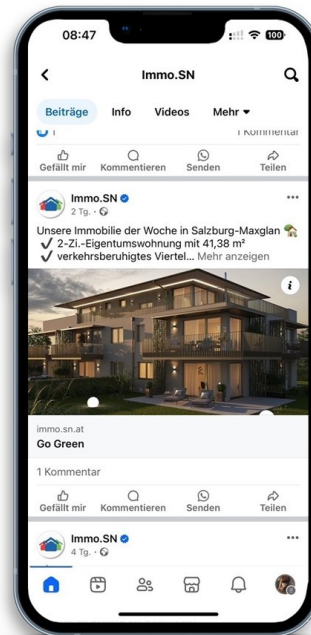 08:47
100
Immo.SN
Beiträge Info Videos Mehr
1 1 Kommentar
Gefällt mir Kommentieren Senden Teilen
Immo.SN
2 Tg. ·
Unsere Immobilie der Woche in Salzburg-Maxglan
✓ 2-Zi.-Eigentumswohnung mit 41,38 m²
✓ verkehrsberuhigtes Viertel... Mehr anzeigen
i
immo.sn.at
Go Green
1 Kommentar
Gefällt mir Kommentieren Senden Teilen
Immo.SN
4 Tg. ·